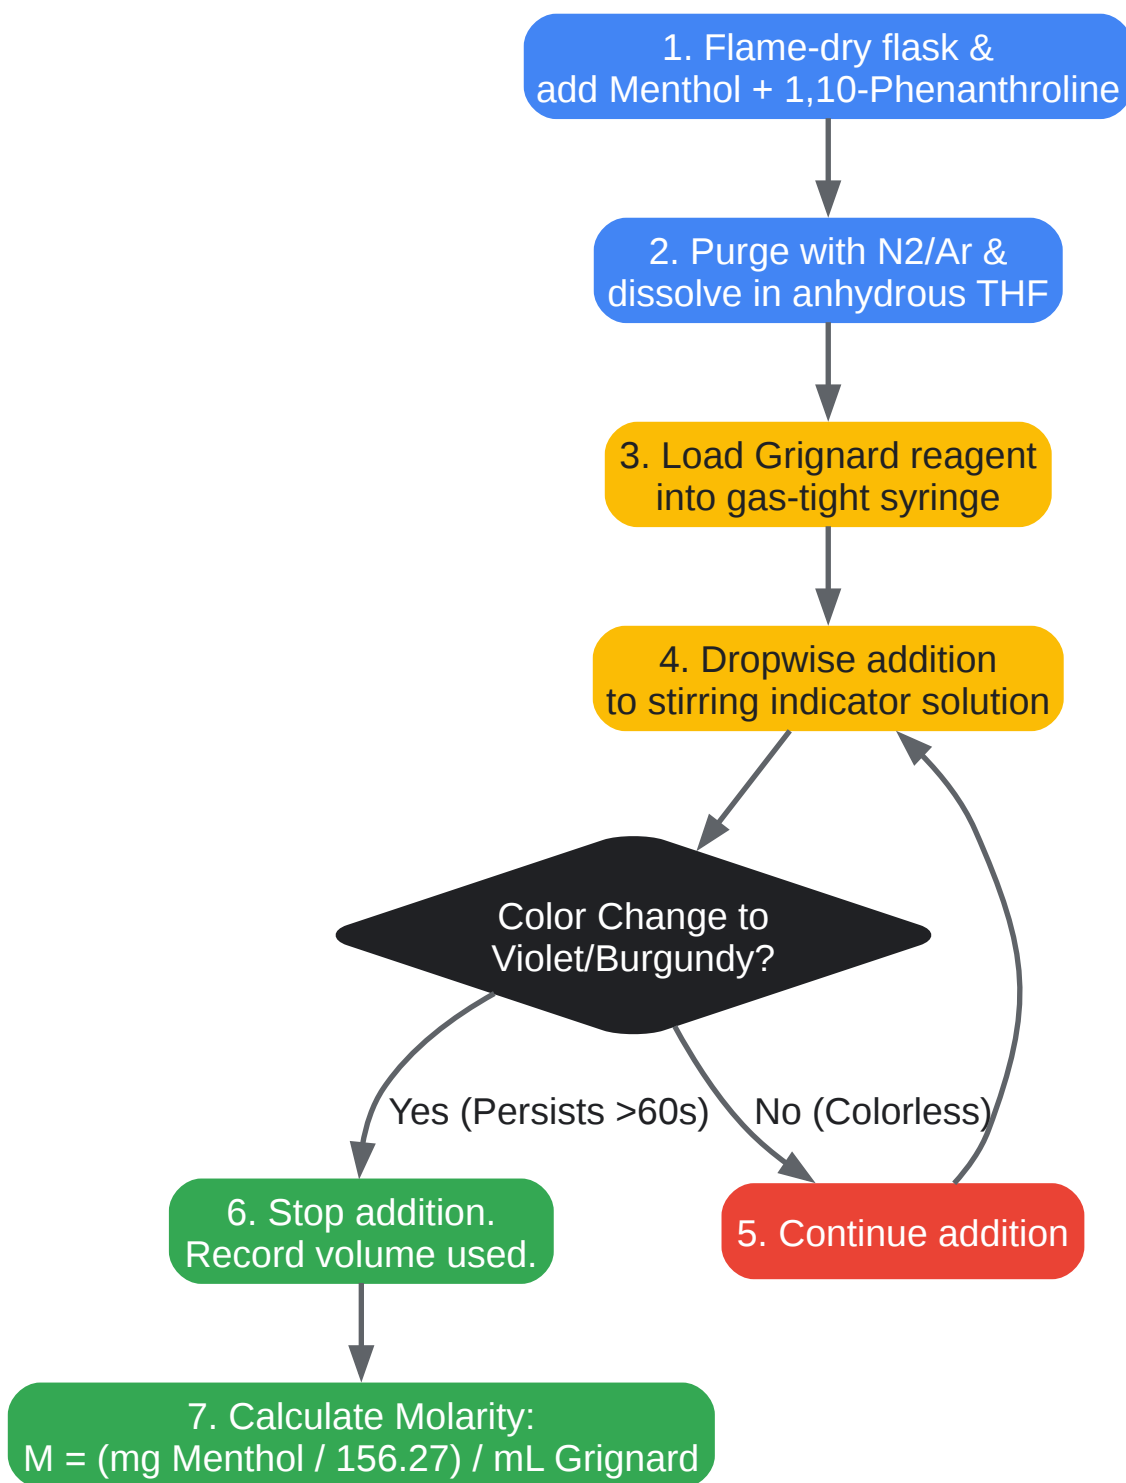 1. Flame-dry flask &
add Menthol + 1,10-Phenanthroline
2. Purge with N2/Ar &
dissolve in anhydrous THF
3. Load Grignard reagent
into gas-tight syringe
4. Dropwise addition
to stirring indicator solution
Color Change to
Violet/Burgundy?
Yes (Persists >60s)
No (Colorless)
5. Continue addition
6. Stop addition.
Record volume used.
7. Calculate Molarity:
M = (mg Menthol / 156.27) / mL Grignard